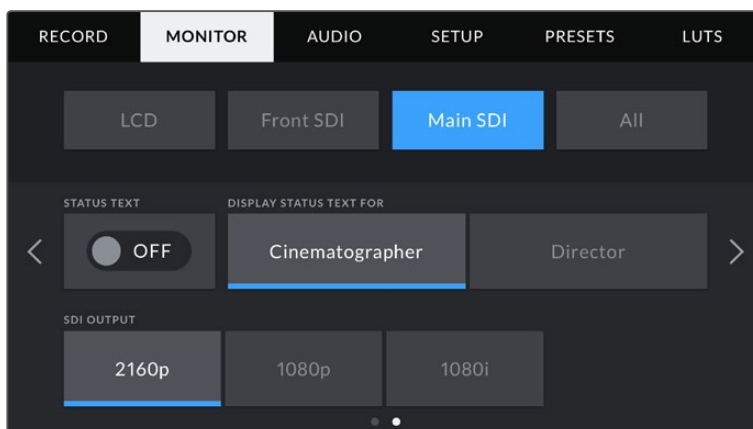 RECORD MONITOR AUDIO SETUP PRESETS LUTS
LCD Front SDI Main SDI All
STATUS TEXT DISPLAY STATUS TEXT FOR
OFF Cinematographer Director
SDI OUTPUT
2160p 1080p 1080i